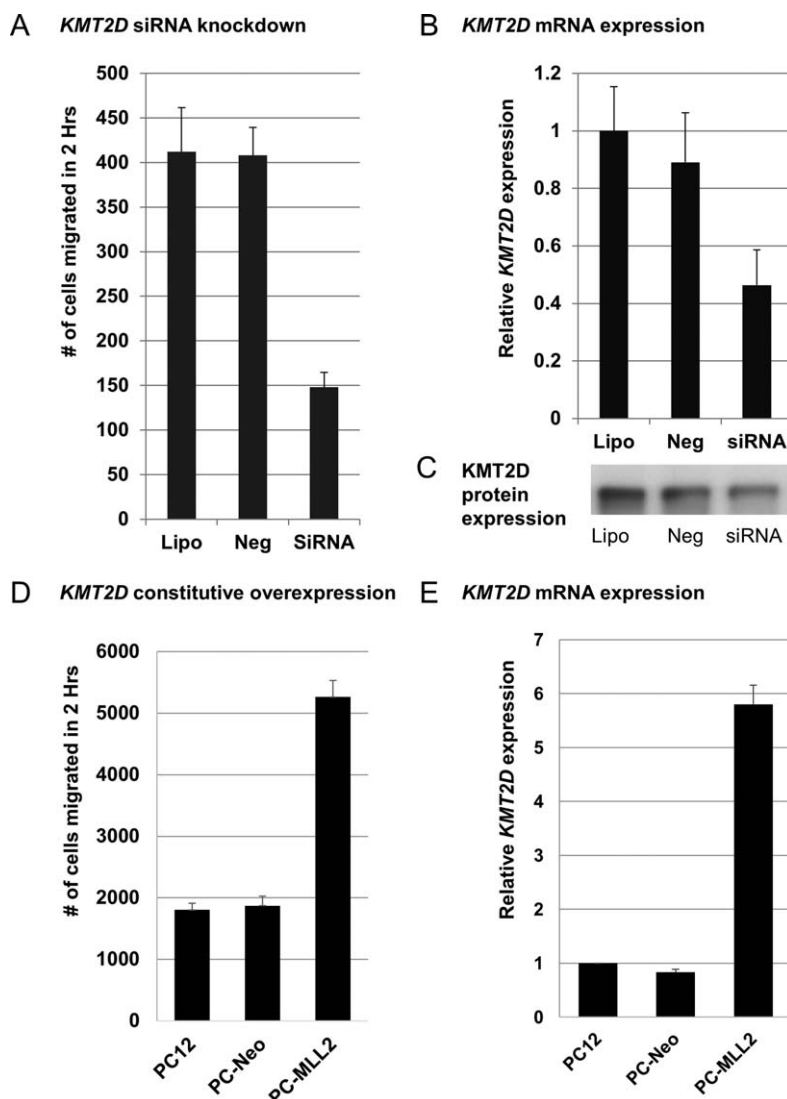 A KMT2D siRNA knockdown
# of cells migrated in 2 Hrs
500
450
400
350
300
250
200
150
100
50
0
Lipo Neg SiRNA
B KMT2D mRNA expression
Relative KMT2D expression
1.2
1
0.8
0.6
0.4
0.2
0
Lipo Neg siRNA
C KMT2D
protein
expression
Lipo Neg siRNA
D KMT2D constitutive overexpression
# of cells migrated in 2 Hrs
6000
5000
4000
3000
2000
1000
0
PC12 PC-Neo PC-MLL2
E KMT2D mRNA expression
Relative KMT2D expression
7
6
5
4
3
2
1
0
PC12 PC-Neo PC-MLL2